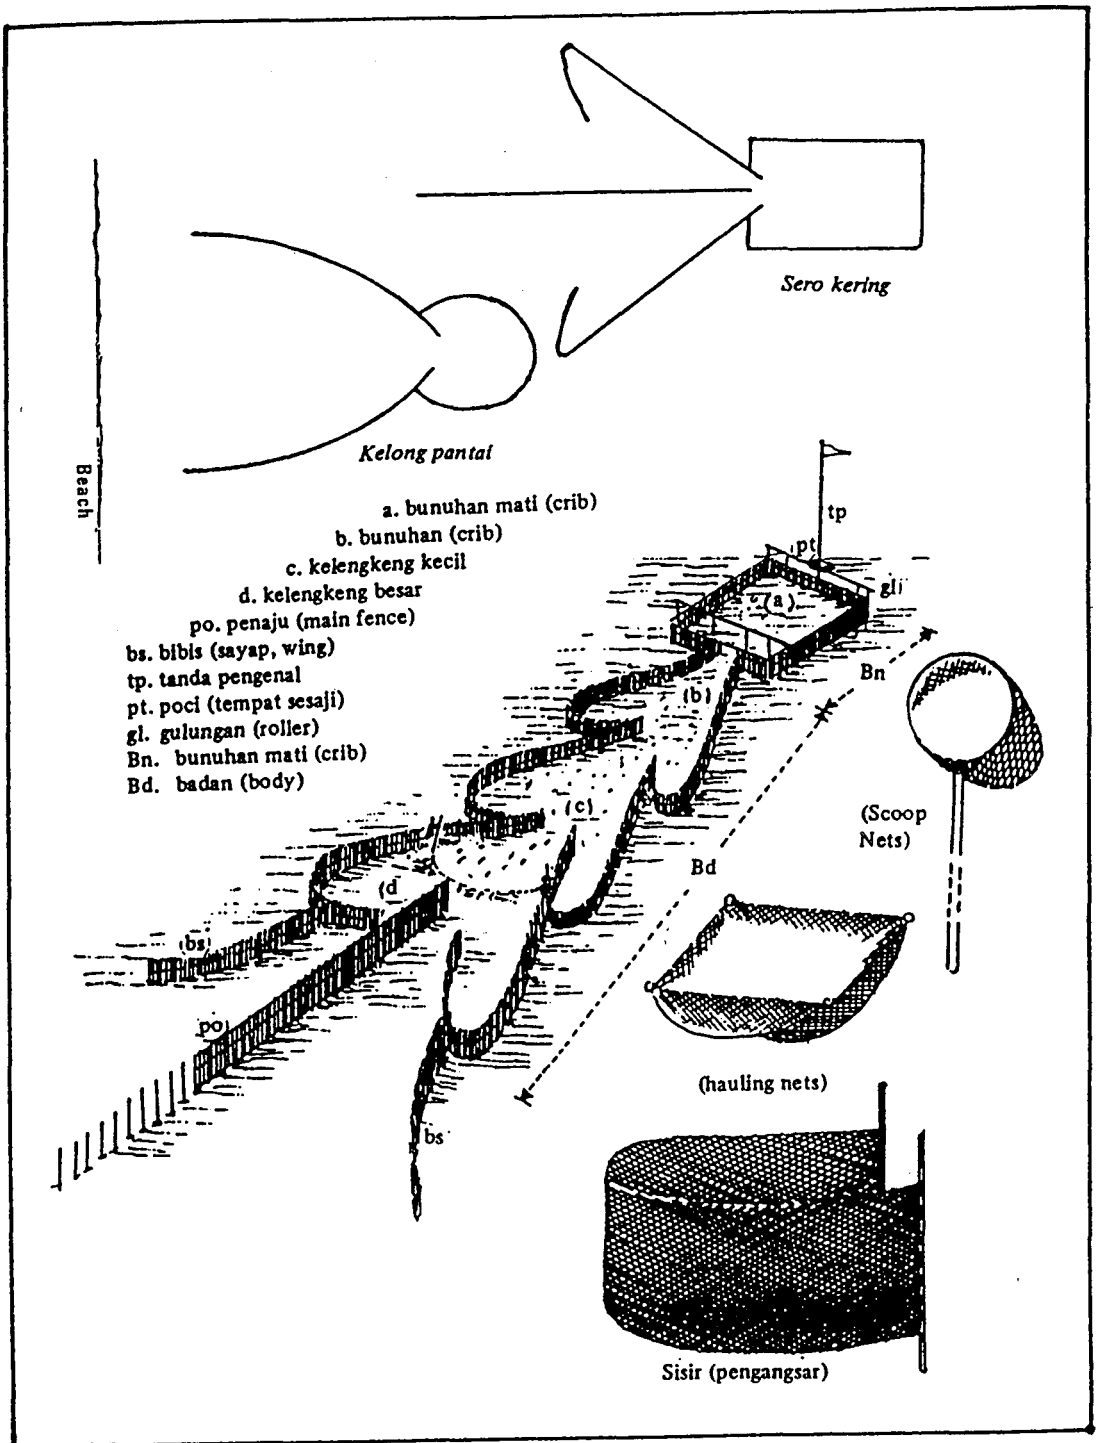 Sero kering
Kelong pantai
Beach
a. bunuhan mati (crib)
b. bunuhan (crib)
c. kelengkeng kecil
d. kelengkeng besar
po. penaju (main fence)
bs. bibis (sayap, wing)
tp. tanda pengenal
pt. poci (tempat sesaji)
gl. gulungan (roller)
Bn. bunuhan mati (crib)
Bd. badan (body)
tp
pt
gl
(a)
Bn
(b)
(c)
(Scoop
Nets)
Bd
(d
bs
po
(hauling nets)
bs
Sisir (pengangsar)